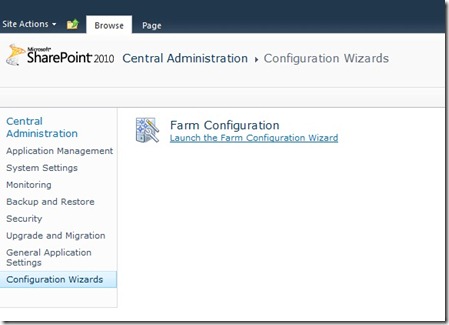 Site Actions
Browse
Page
Microsoft
SharePoint 2010
Central Administration
Configuration Wizards
Central
Administration
Application Management
System Settings
Monitoring
Backup and Restore
Security
Upgrade and Migration
General Application
Settings
Configuration Wizards
Farm Configuration
Launch the Farm Configuration Wizard